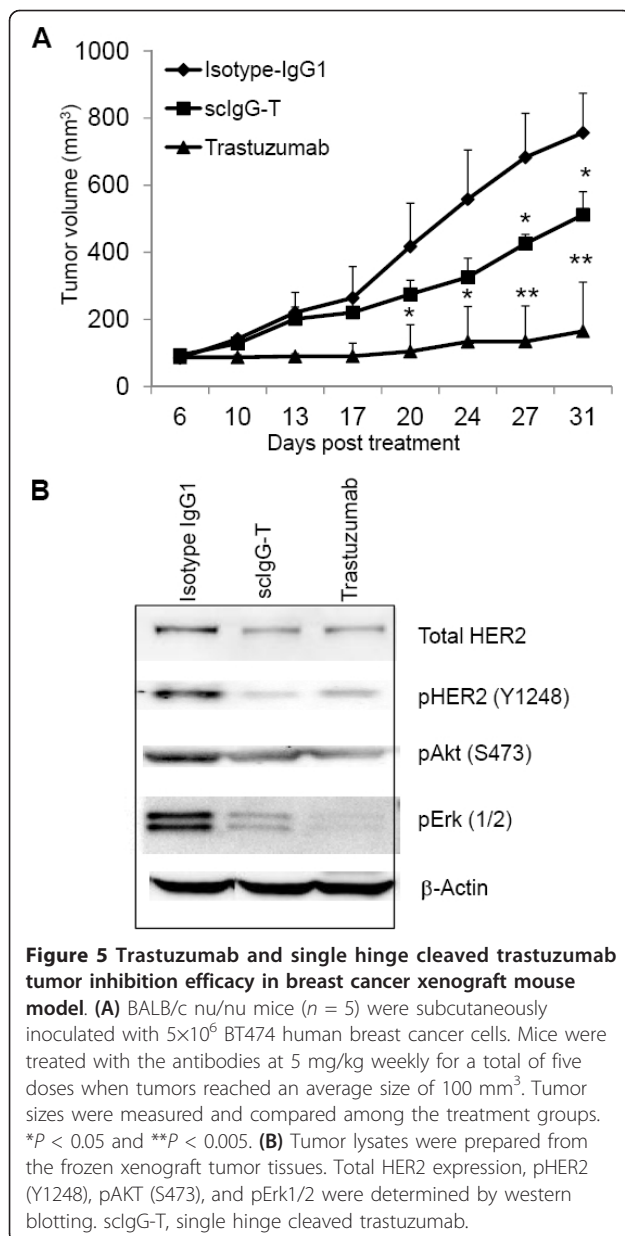 A
1000
800
600
400
200
0
Tumor volume (mm³)
Isotype-IgG1
scIgG-T
Trastuzumab
*
*
**
*
*
**
6 10 13 17 20 24 27 31
Days post treatment
B
Isotype IgG1
scIgG-T
Trastuzumab
Total HER2
pHER2 (Y1248)
pAkt (S473)
pErk (1/2)
β-Actin
Figure 5 Trastuzumab and single hinge cleaved trastuzumab
tumor inhibition efficacy in breast cancer xenograft mouse
model. (A) BALB/c nu/nu mice (n = 5) were subcutaneously
inoculated with 5×10⁶ BT474 human breast cancer cells. Mice were
treated with the antibodies at 5 mg/kg weekly for a total of five
doses when tumors reached an average size of 100 mm³. Tumor
sizes were measured and compared among the treatment groups.
*P < 0.05 and **P < 0.005. (B) Tumor lysates were prepared from
the frozen xenograft tumor tissues. Total HER2 expression, pHER2
(Y1248), pAKT (S473), and pErk1/2 were determined by western
blotting. scIgG-T, single hinge cleaved trastuzumab.